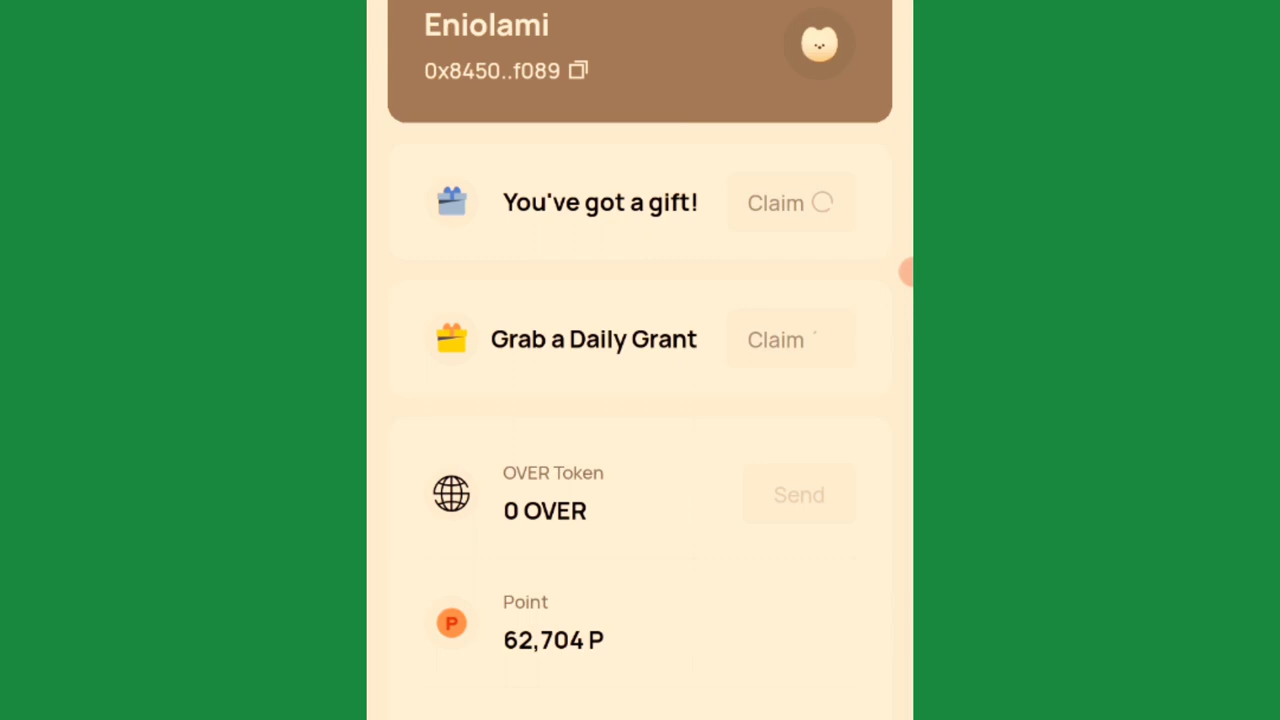 Eniolami
0x8450..f089
You've got a gift!
Claim
Grab a Daily Grant
Claim
OVER Token
0 OVER
Send
Point
P
62,704 P